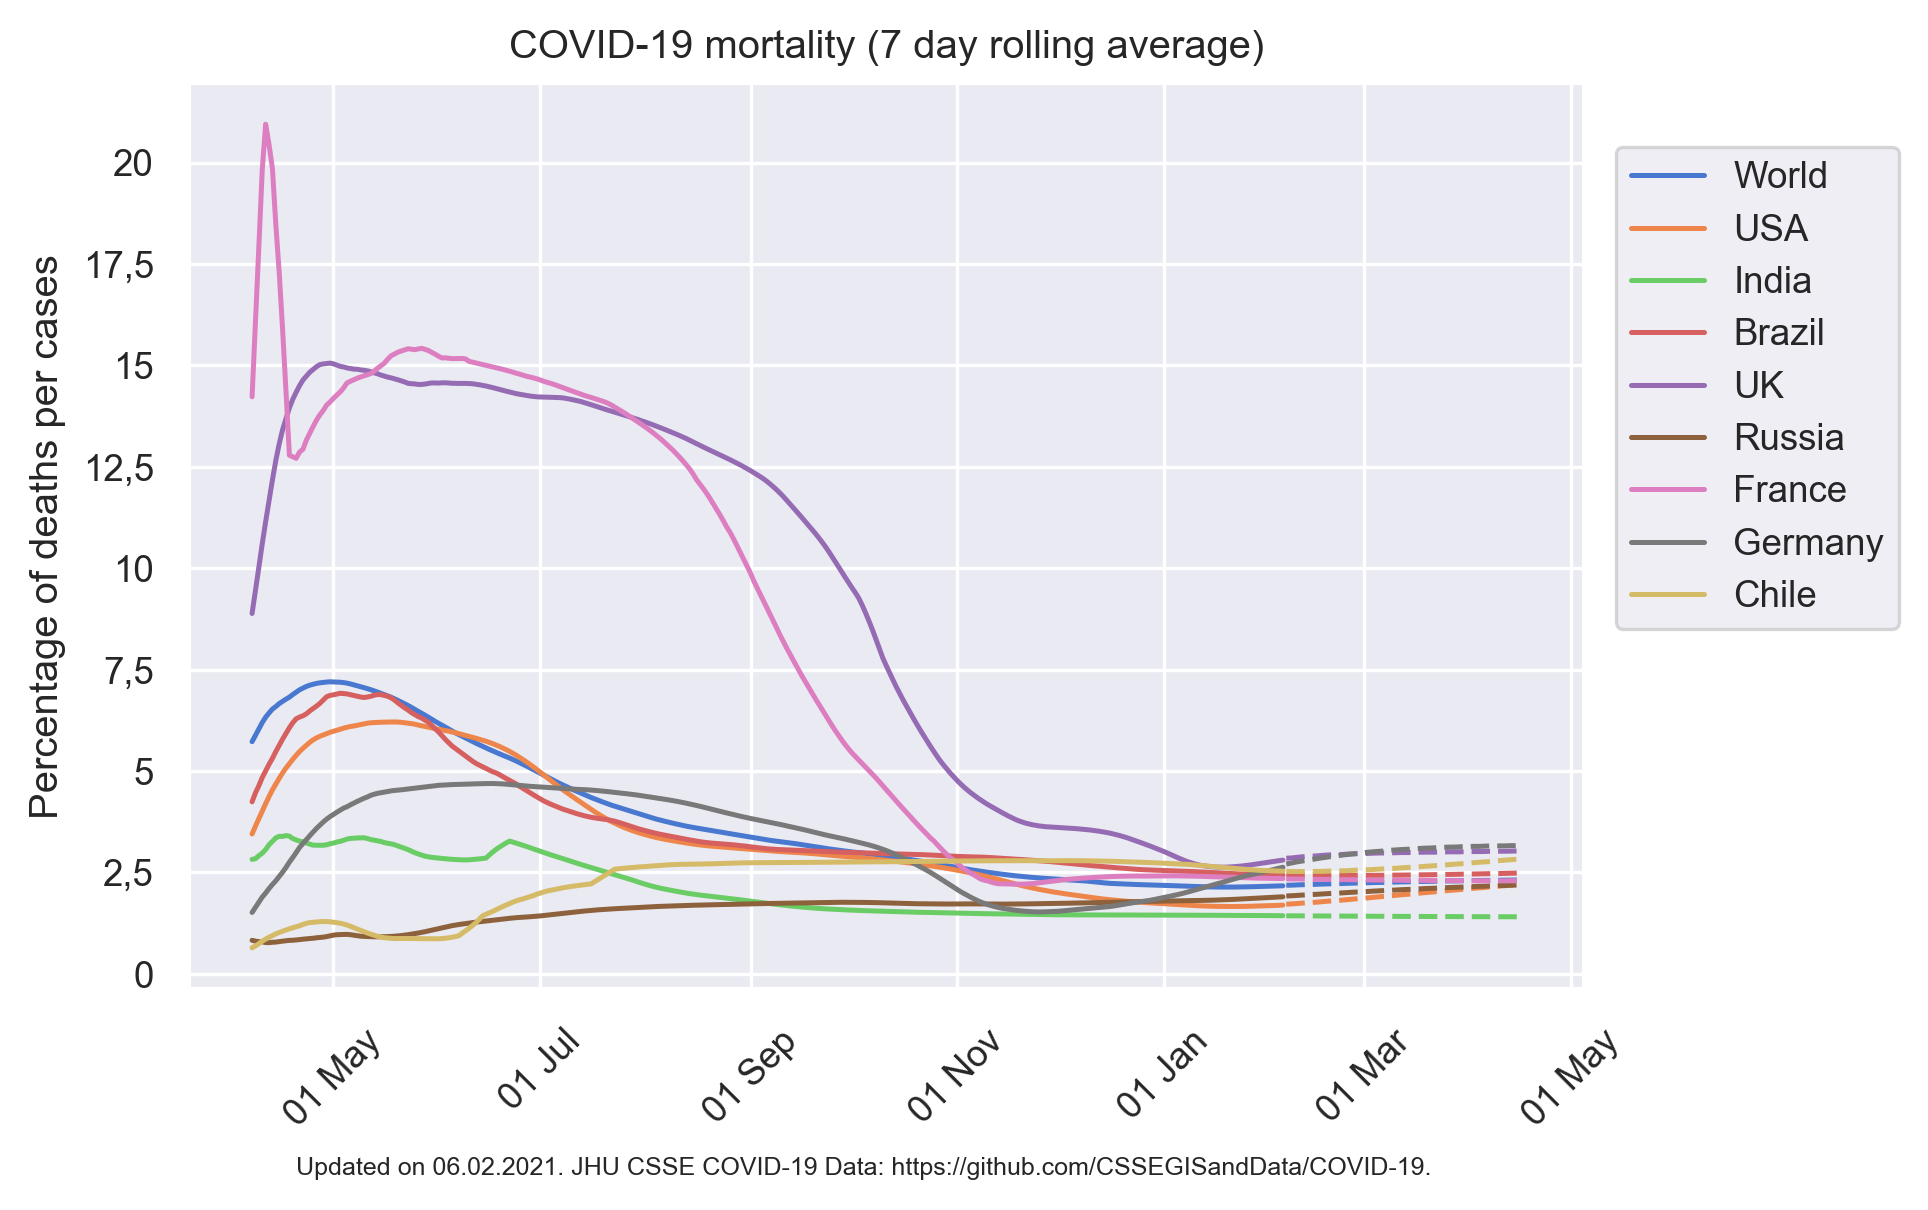 COVID-19 mortality (7 day rolling average)
Percentage of deaths per cases
20
17,5
15
12,5
10
7,5
5
2,5
0
01 May
01 Jul
01 Sep
01 Nov
01 Jan
01 Mar
01 May
World
USA
India
Brazil
UK
Russia
France
Germany
Chile
Updated on 06.02.2021. JHU CSSE COVID-19 Data: https://github.com/CSSEGISandData/COVID-19.